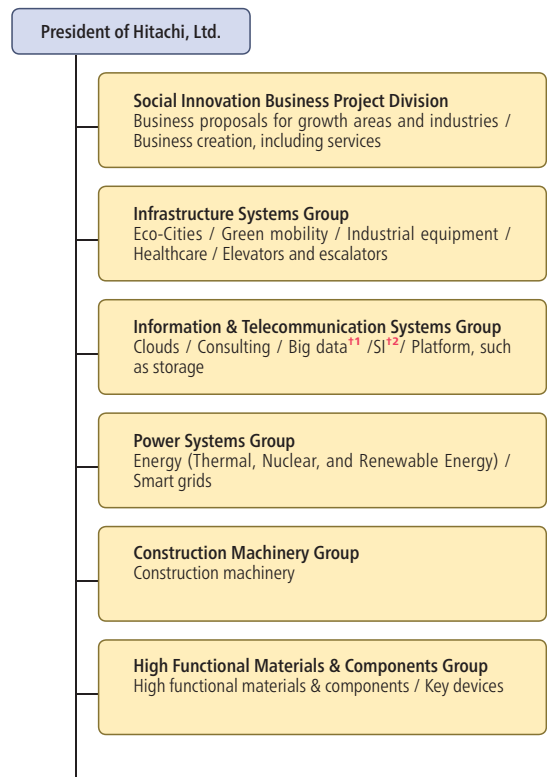 President of Hitachi, Ltd.
Social Innovation Business Project Division
Business proposals for growth areas and industries /
Business creation, including services
Infrastructure Systems Group
Eco-Cities / Green mobility / Industrial equipment /
Healthcare / Elevators and escalators
Information & Telecommunication Systems Group
Clouds / Consulting / Big data†1 /SI†2/ Platform, such
as storage
Power Systems Group
Energy (Thermal, Nuclear, and Renewable Energy) /
Smart grids
Construction Machinery Group
Construction machinery
High Functional Materials & Components Group
High functional materials & components / Key devices